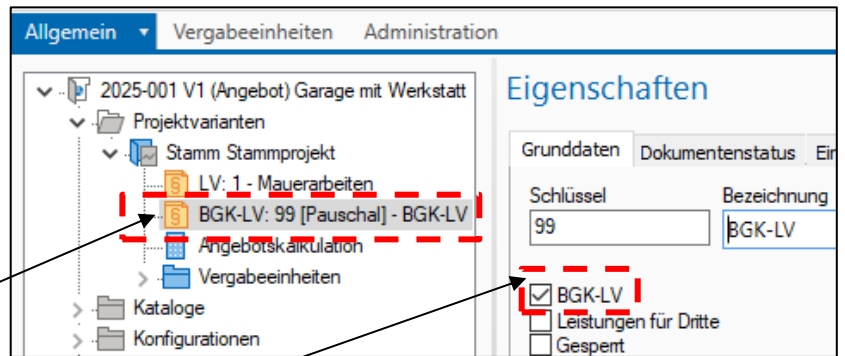 Allgemein Vergabeeinheiten Administration
2025-001 V1 (Angebot) Garage mit Werkstatt
Projektvarianten
Stamm Stammprojekt
LV: 1 - Mauerarbeiten
BGK-LV: 99 [Pauschal] - BGK-LV
Angebotskalkulation
Vergabeeinheiten
Kataloge
Konfigurationen
Eigenschaften
Grunddaten Dokumentenstatus Ein
Schlüssel Bezeichnung
99 BGK-LV
BGK-LV
Leistungen für Dritte
Gesperrt